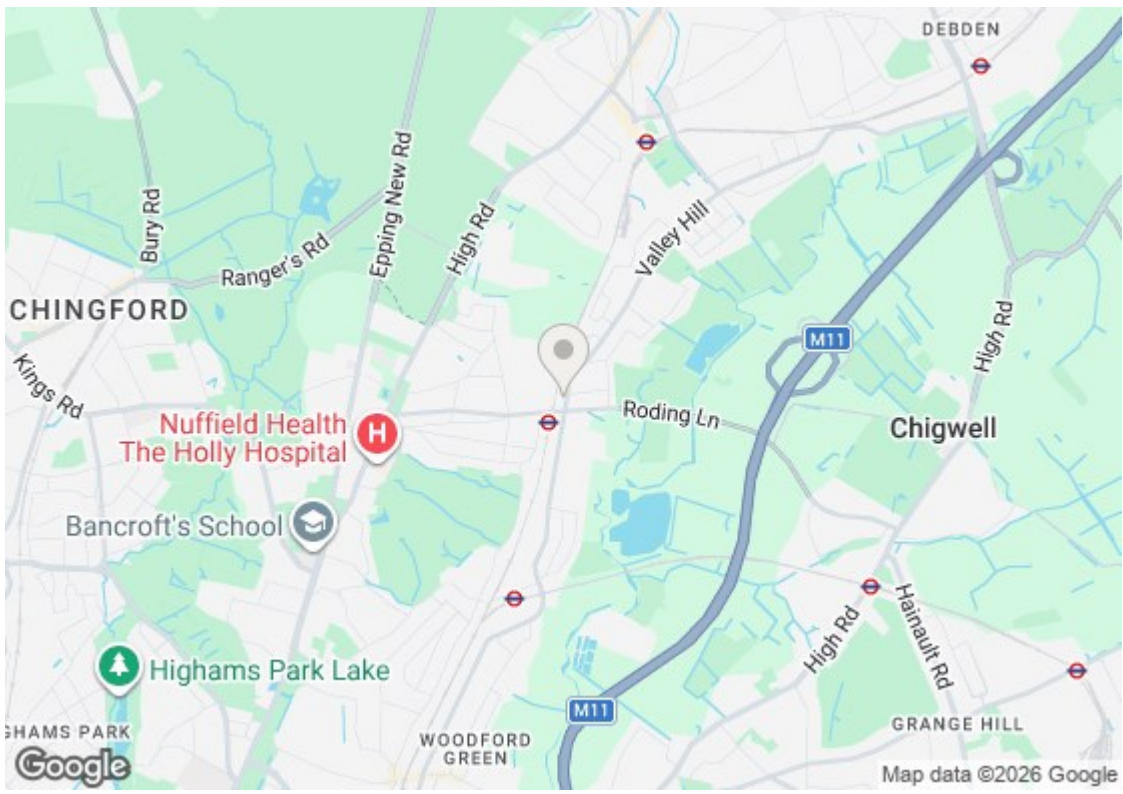 DEBDEN
Epping New Rd
High Rd
Bury Rd
Ranger's Rd
Valley Hill
CHINGFORD
M11
High Rd
Kings Rd
Nuffield Health
The Holly Hospital
H
Roding Ln
Chigwell
Bancroft's School
Hainault Rd
High Rd
Highams Park Lake
M11
GHAMS PARK
WOODFORD
GREEN
GRANGE HILL
Google
Map data ©2026 Google